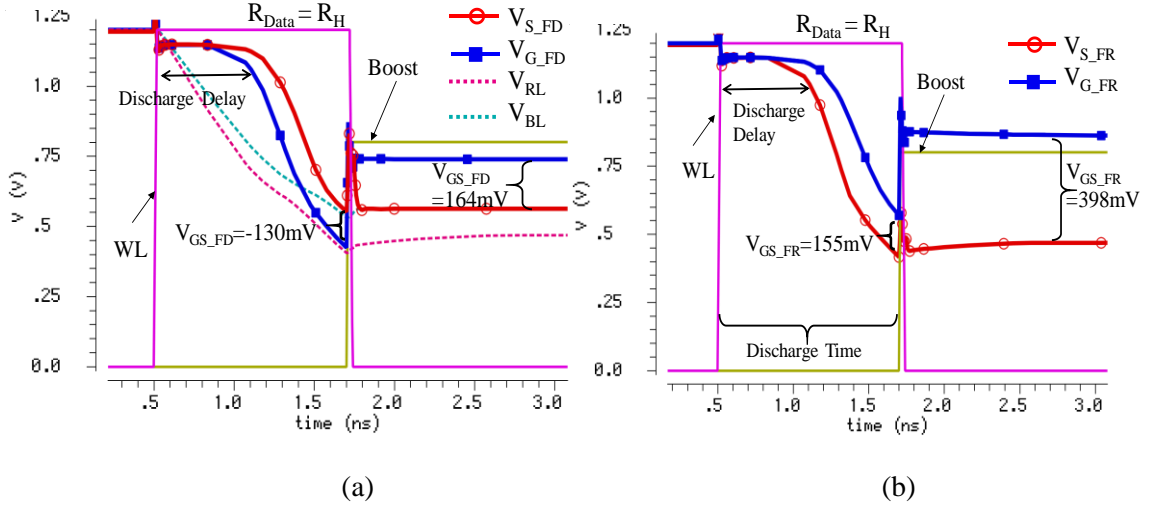 R_Data = R_H
V_S_FD
V_G_FD
V_RL
V_BL
Boost
Discharge Delay
V_GS_FD
=164mV
V_GS_FD=-130mV
WL
v (v)
1.25
1.0
.75
.5
.25
0.0
.5
1.0
1.5
2.0
2.5
3.0
time (ns)
(a)
R_Data = R_H
V_S_FR
V_G_FR
Boost
Discharge
Delay
WL
V_GS_FR
=398mV
V_GS_FR=155mV
Discharge Time
v (v)
1.25
1.0
.75
.5
.25
0.0
.5
1.0
1.5
2.0
2.5
3.0
time (ns)
(b)